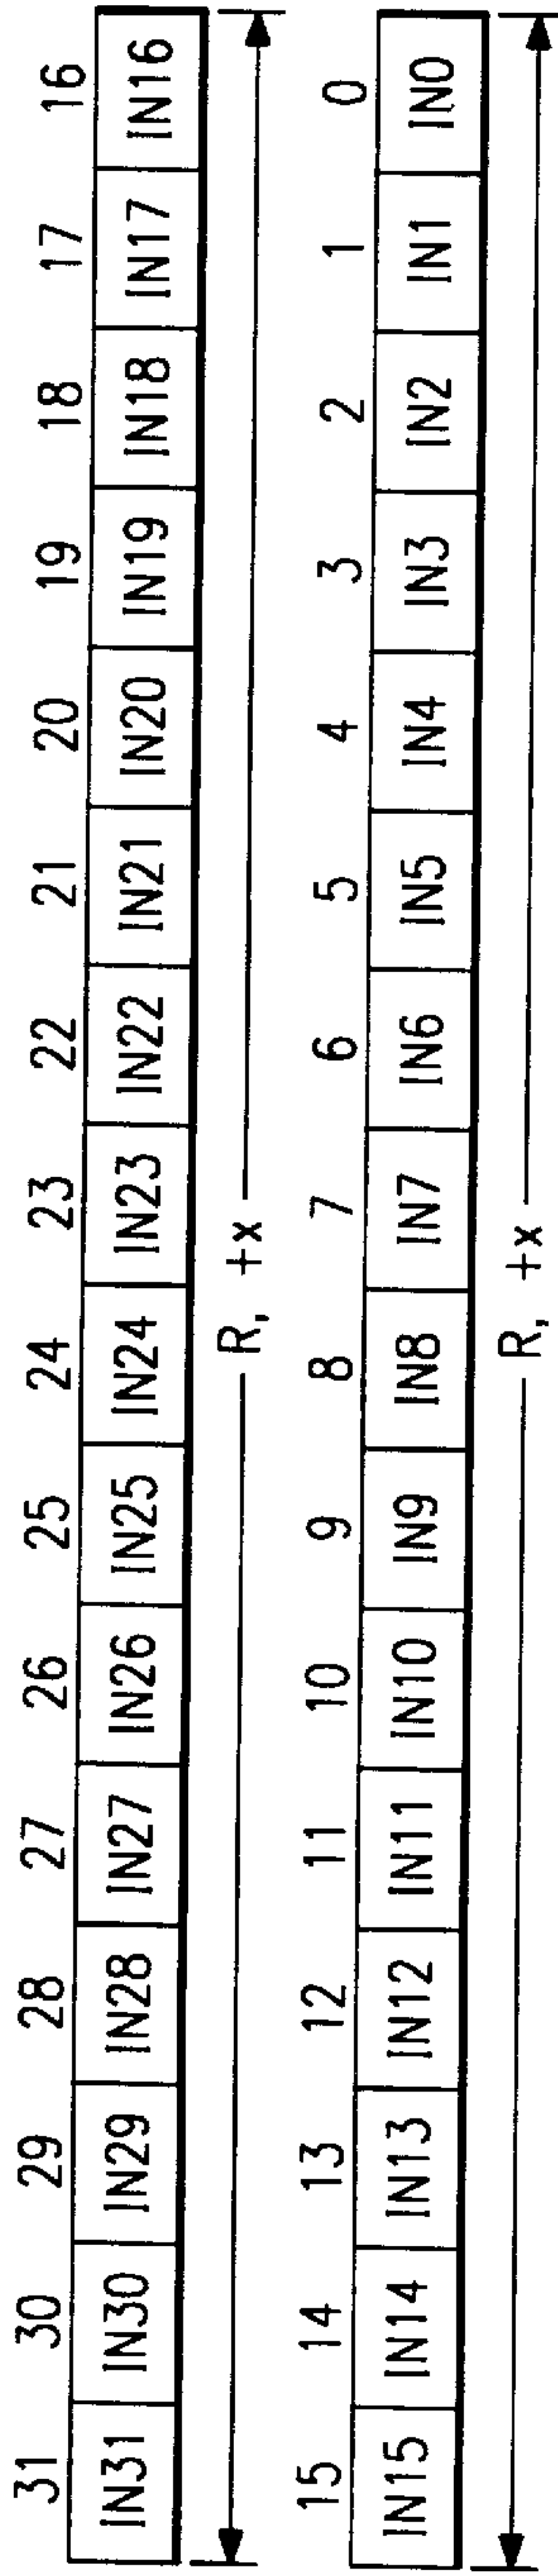 31 30 29 28 27 26 25 24 23 22 21 20 19 18 17 16
IN31 IN30 IN29 IN28 IN27 IN26 IN25 IN24 IN23 IN22 IN21 IN20 IN19 IN18 IN17 IN16
R, +x
15 14 13 12 11 10 9 8 7 6 5 4 3 2 1 0
IN15 IN14 IN13 IN12 IN11 IN10 IN9 IN8 IN7 IN6 IN5 IN4 IN3 IN2 IN1 IN0
R, +x